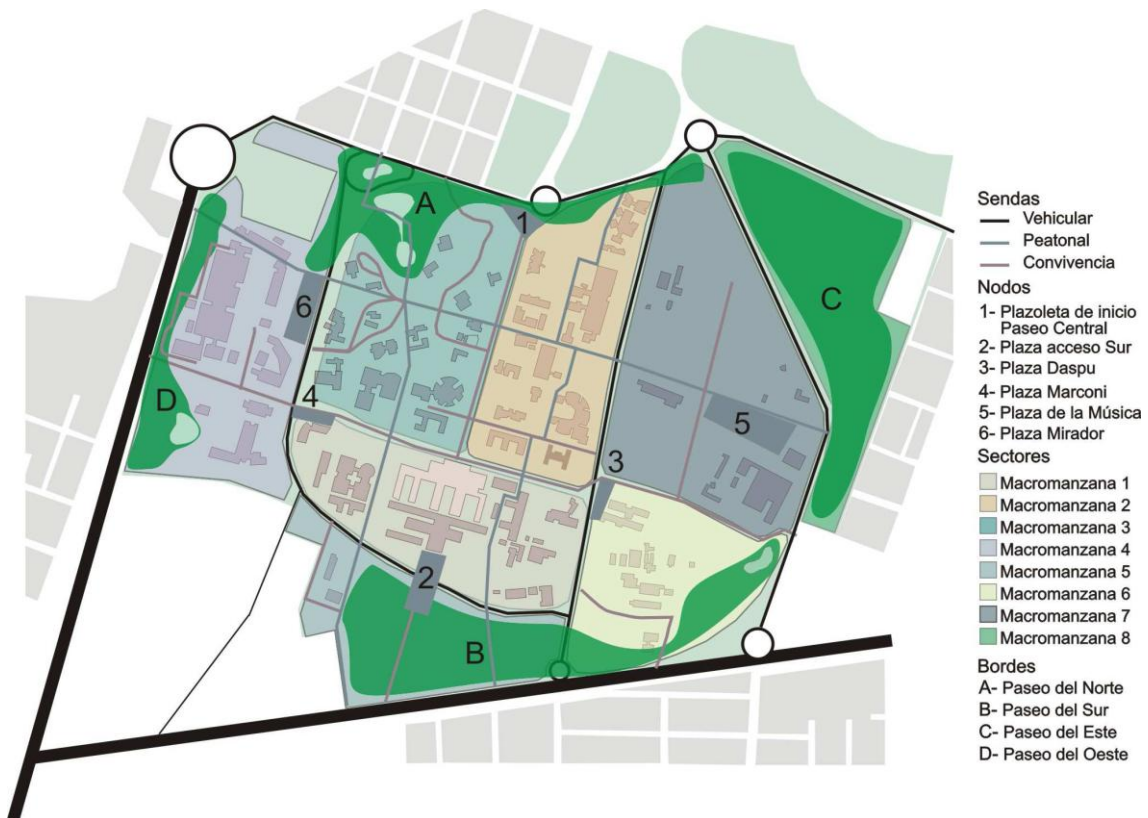 A
B
C
D
1
2
3
4
5
6
Sendas
Vehicular
Peatonal
Convivencia
Nodos
1- Plazoleta de inicio
Paseo Central
2- Plaza acceso Sur
3- Plaza Daspu
4- Plaza Marconi
5- Plaza de la Música
6- Plaza Mirador
Sectores
Macromanzana 1
Macromanzana 2
Macromanzana 3
Macromanzana 4
Macromanzana 5
Macromanzana 6
Macromanzana 7
Macromanzana 8
Bordes
A- Paseo del Norte
B- Paseo del Sur
C- Paseo del Este
D- Paseo del Oeste